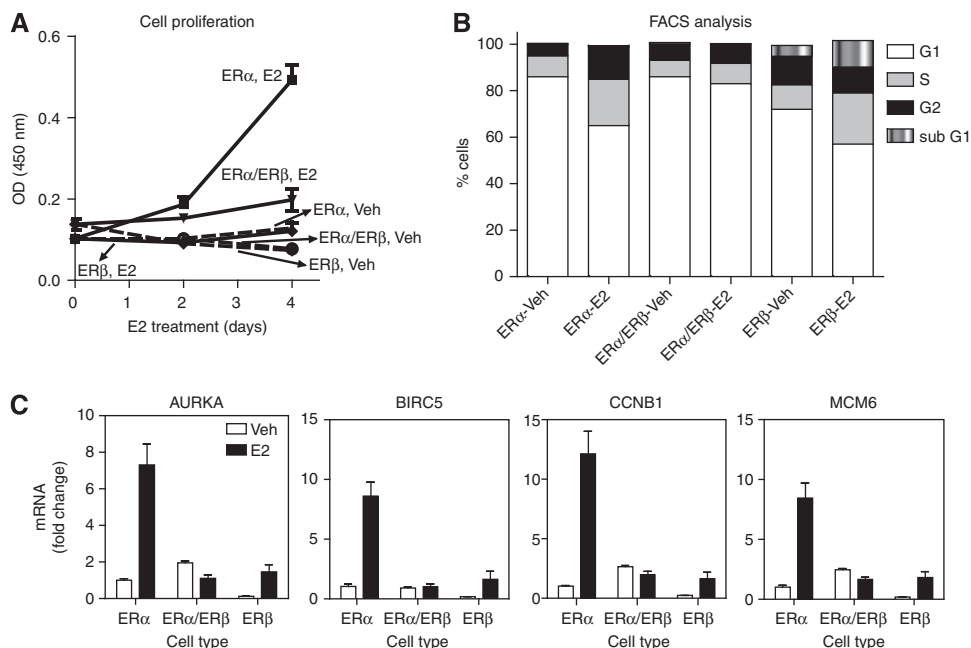 A
Cell proliferation
0.6
0.4
0.2
0.0
OD (450 nm)
ERα, E2
ERα/ERβ, E2
ERα, Veh
ERα/ERβ, Veh
ERβ, Veh
ERβ, E2
0 1 2 3 4
E2 treatment (days)
B
FACS analysis
100
80
60
40
20
0
% cells
G1
S
G2
sub G1
ERα-Veh
ERα-E2
ERα/ERβ-Veh
ERα/ERβ-E2
ERβ-Veh
ERβ-E2
C
AURKA
10
8
6
4
2
0
mRNA
(fold change)
Veh
E2
ERα ERα/ERβ ERβ
Cell type
BIRC5
15
10
5
0
ERα ERα/ERβ ERβ
Cell type
CCNB1
15
10
5
0
ERα ERα/ERβ ERβ
Cell type
MCM6
15
10
5
0
ERα ERα/ERβ ERβ
Cell type